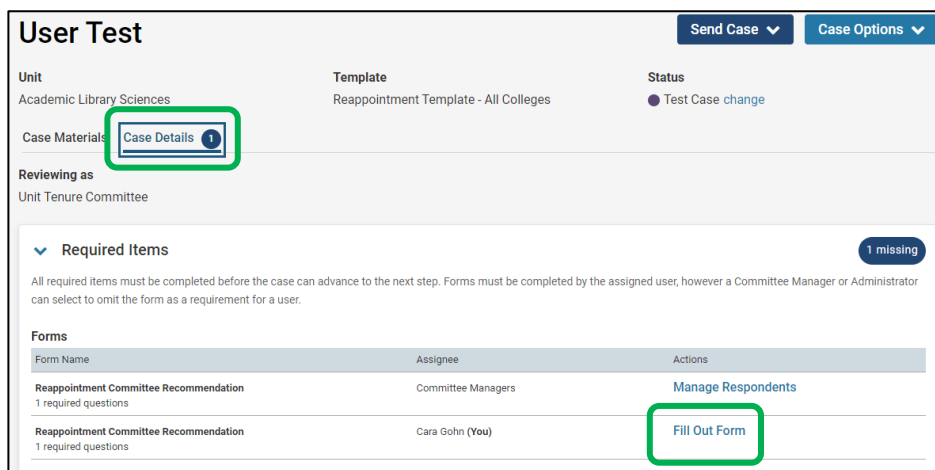 User Test
Send Case
Case Options
Unit
Template
Status
Academic Library Sciences
Reappointment Template - All Colleges
Test Case change
Case Materials
Case Details 1
Reviewing as
Unit Tenure Committee
Required Items
1 missing
All required items must be completed before the case can advance to the next step. Forms must be completed by the assigned user, however a Committee Manager or Administrator
can select to omit the form as a requirement for a user.
Forms
Form Name
Assignee
Actions
Reappointment Committee Recommendation
Committee Managers
Manage Respondents
1 required questions
Reappointment Committee Recommendation
Cara Gohn (You)
Fill Out Form
1 required questions